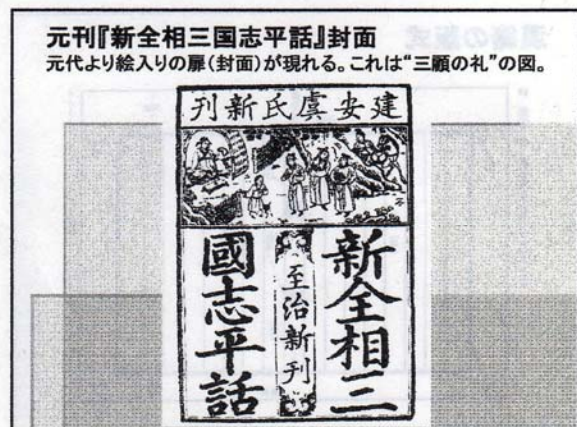 元刊『新全相三国志平話』封面
元代より絵入りの扉(封面)が現れる。これは“三顧の礼”の図。
建安虞氏新刊
新全相三
至治新刊
國志平話